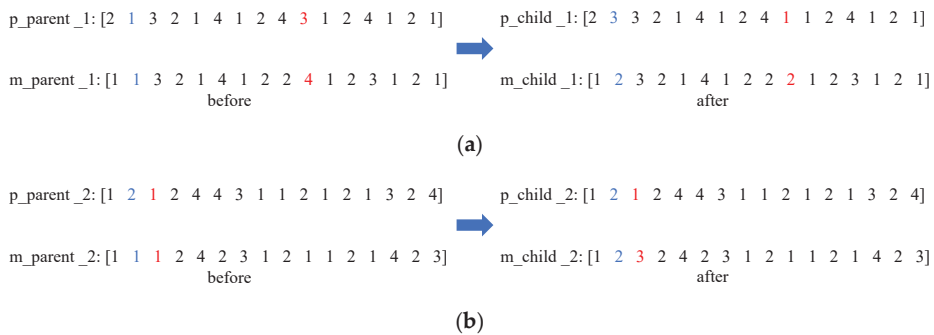 p_parent _1: [2 1 3 2 1 4 1 2 4 3 1 2 4 1 2 1]
p_child _1: [2 3 3 2 1 4 1 2 4 1 1 2 4 1 2 1]
m_parent _1: [1 1 3 2 1 4 1 2 2 4 1 2 3 1 2 1]
m_child _1: [1 2 3 2 1 4 1 2 2 2 1 2 3 1 2 1]
before
after
(a)
p_parent _2: [1 2 1 2 4 4 3 1 1 2 1 2 1 3 2 4]
p_child _2: [1 2 1 2 4 4 3 1 1 2 1 2 1 3 2 4]
m_parent _2: [1 1 1 2 4 2 3 1 2 1 1 2 1 4 2 3]
m_child _2: [1 2 3 2 4 2 3 1 2 1 1 2 1 4 2 3]
before
after
(b)